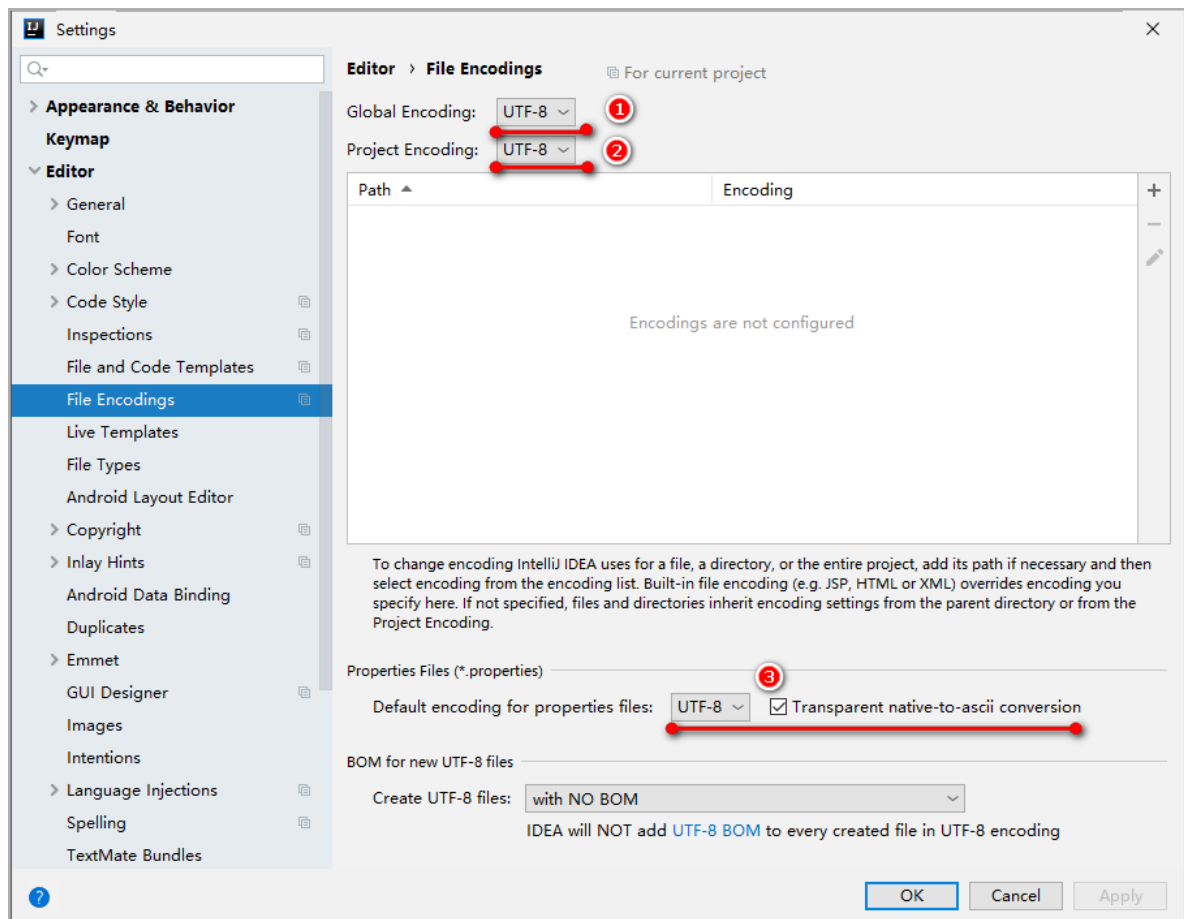 IJ Settings
Editor › File Encodings For current project
Appearance & Behavior
Keymap
Editor
General
Font
Color Scheme
Code Style
Inspections
File and Code Templates
File Encodings
Live Templates
File Types
Android Layout Editor
Copyright
Inlay Hints
Android Data Binding
Duplicates
Emmet
GUI Designer
Images
Intentions
Language Injections
Spelling
TextMate Bundles
Global Encoding: UTF-8 1
Project Encoding: UTF-8 2
Path Encoding
Encodings are not configured
To change encoding IntelliJ IDEA uses for a file, a directory, or the entire project, add its path if necessary and then
select encoding from the encoding list. Built-in file encoding (e.g. JSP, HTML or XML) overrides encoding you
specify here. If not specified, files and directories inherit encoding settings from the parent directory or from the
Project Encoding.
Properties Files (*.properties) 3
Default encoding for properties files: UTF-8 Transparent native-to-ascii conversion
BOM for new UTF-8 files
Create UTF-8 files: with NO BOM
IDEA will NOT add UTF-8 BOM to every created file in UTF-8 encoding
? OK Cancel Apply